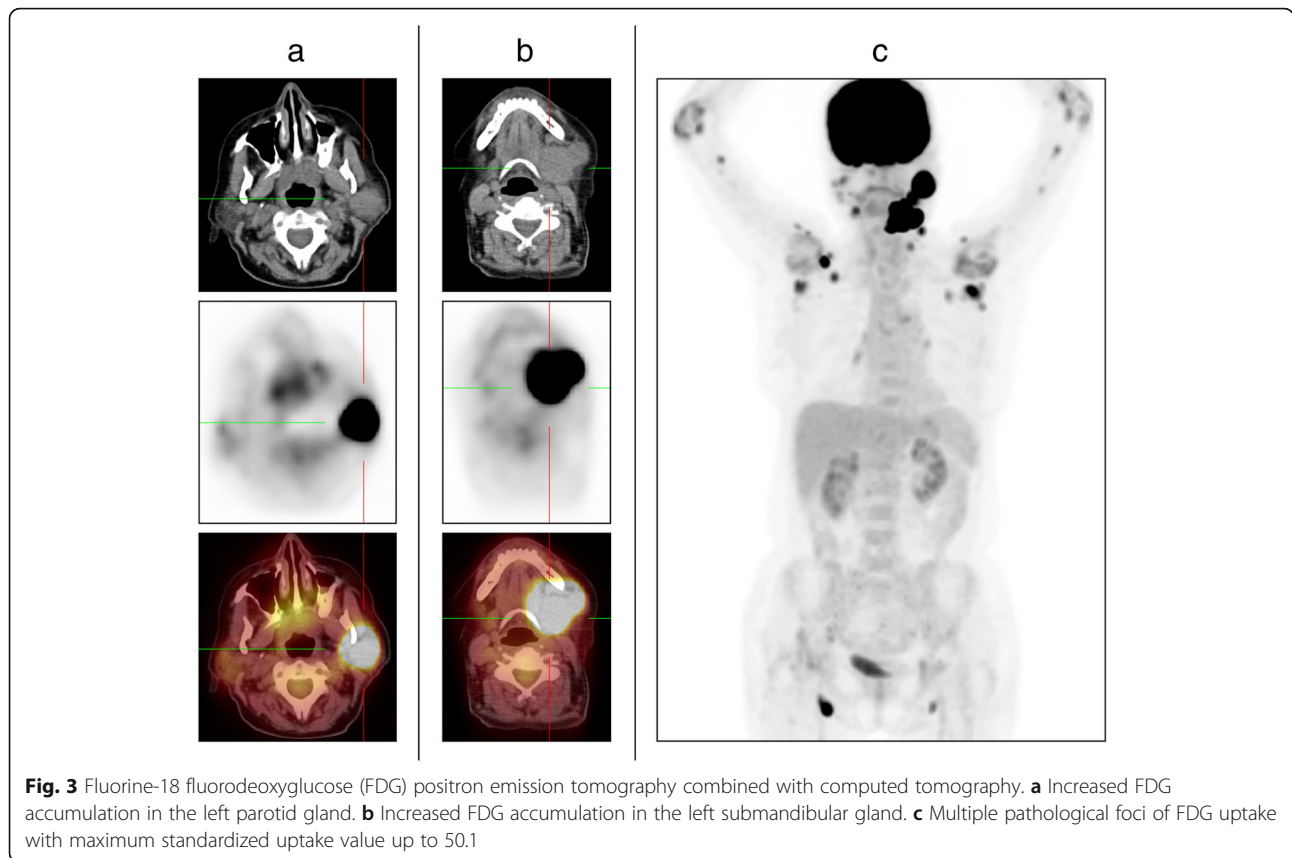 a
b
c
Fig. 3 Fluorine-18 fluorodeoxyglucose (FDG) positron emission tomography combined with computed tomography. a Increased FDG
accumulation in the left parotid gland. b Increased FDG accumulation in the left submandibular gland. c Multiple pathological foci of FDG uptake
with maximum standardized uptake value up to 50.1